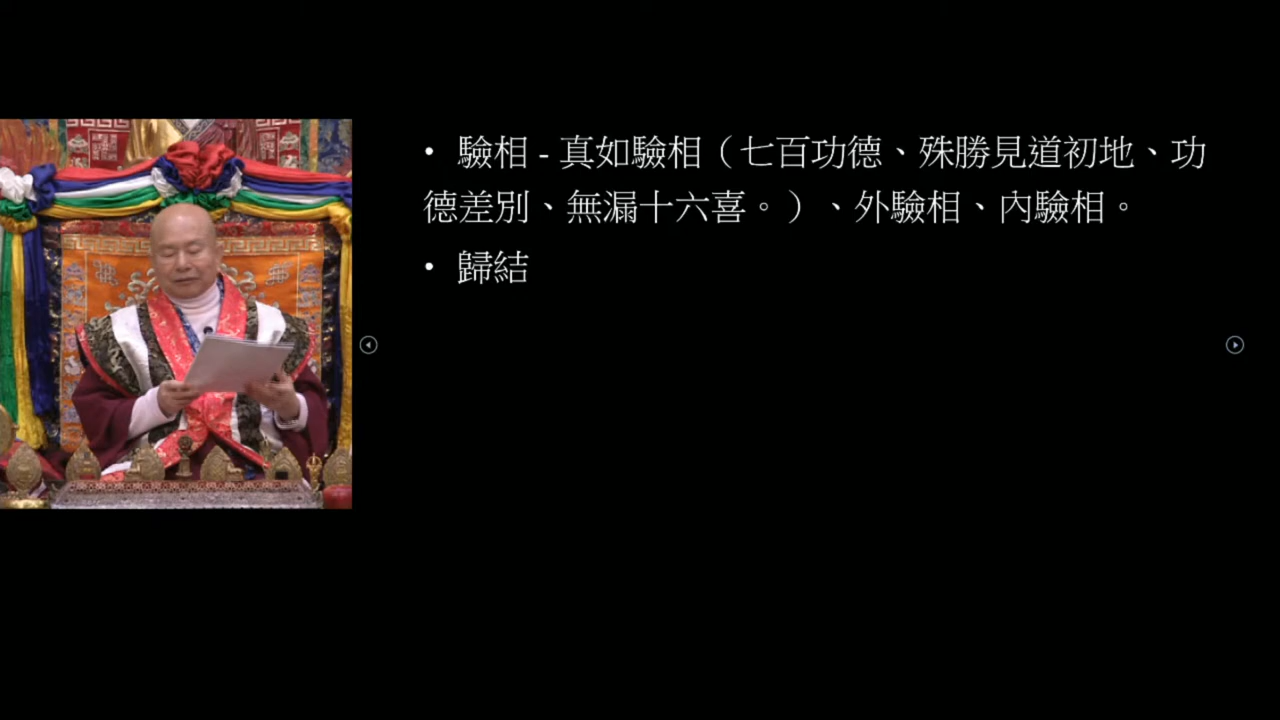 • 驗相 - 真如驗相（七百功德、殊勝見道初地、功
德差別、無漏十六喜。）、外驗相、內驗相。
• 歸結